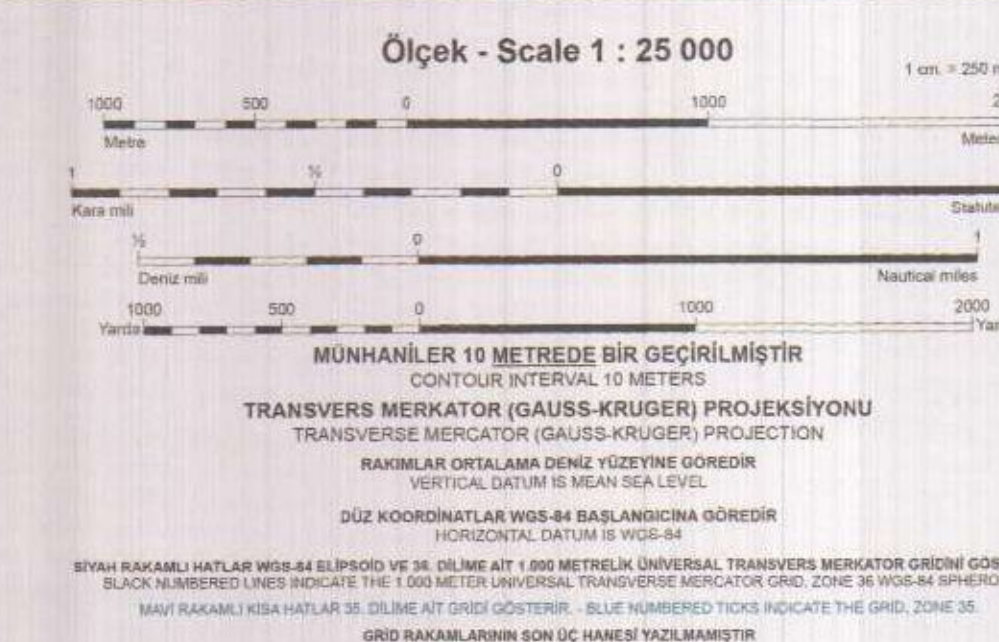 Ölçek - Scale 1 : 25 000
1 cm. = 250 m
1000 500 0 1000 2
Metre Meter
1 ½ 0
Kara mili Statute
½ 0 1
Deniz mili Nautical miles
1000 500 0 1000 2000
Yarda Yar
MÜNHANİLER 10 METREDE BİR GEÇİRİLMİŞTİR
CONTOUR INTERVAL 10 METERS
TRANSVERS MERKATOR (GAUSS-KRUGER) PROJEKSİYONU
TRANSVERSE MERCATOR (GAUSS-KRUGER) PROJECTION
RAKIMLAR ORTALAMA DENİZ YÜZEYİNE GÖREDİR
VERTICAL DATUM IS MEAN SEA LEVEL
DÜZ KOORDİNATLAR WGS-84 BAŞLANGICINA GÖREDİR
HORIZONTAL DATUM IS WGS-84
SİYAH RAKAMLI HATLAR WGS-84 ELİPSOİD VE 36. DİLİME AİT 1.000 METRELİK ÜNİVERSAL TRANSVERS MERKATOR GRİDİNİ GÖS
BLACK NUMBERED LINES INDICATE THE 1.000 METER UNIVERSAL TRANSVERSE MERCATOR GRID, ZONE 36 WGS-84 SPHERO
MAVİ RAKAMLI KISA HATLAR 35. DİLİME AİT GRİDİ GÖSTERİR. - BLUE NUMBERED TICKS INDICATE THE GRID, ZONE 35.
GRİD RAKAMLARININ SON ÜÇ HANESİ YAZILMAMIŞTIR